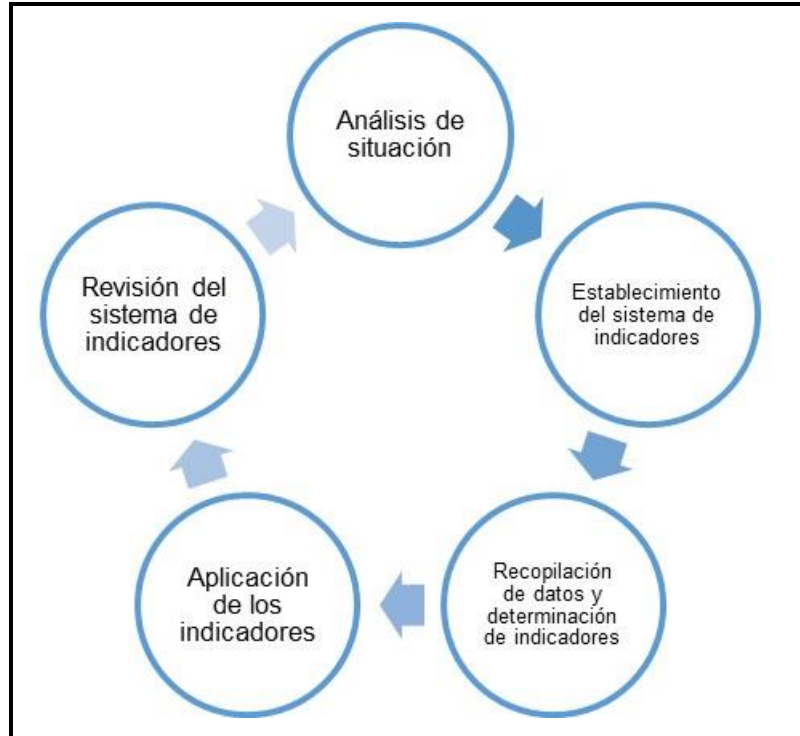 Análisis de
situación
Establecimiento
del sistema de
indicadores
Recopilación
de datos y
determinación
de indicadores
Aplicación
de los
indicadores
Revisión del
sistema de
indicadores